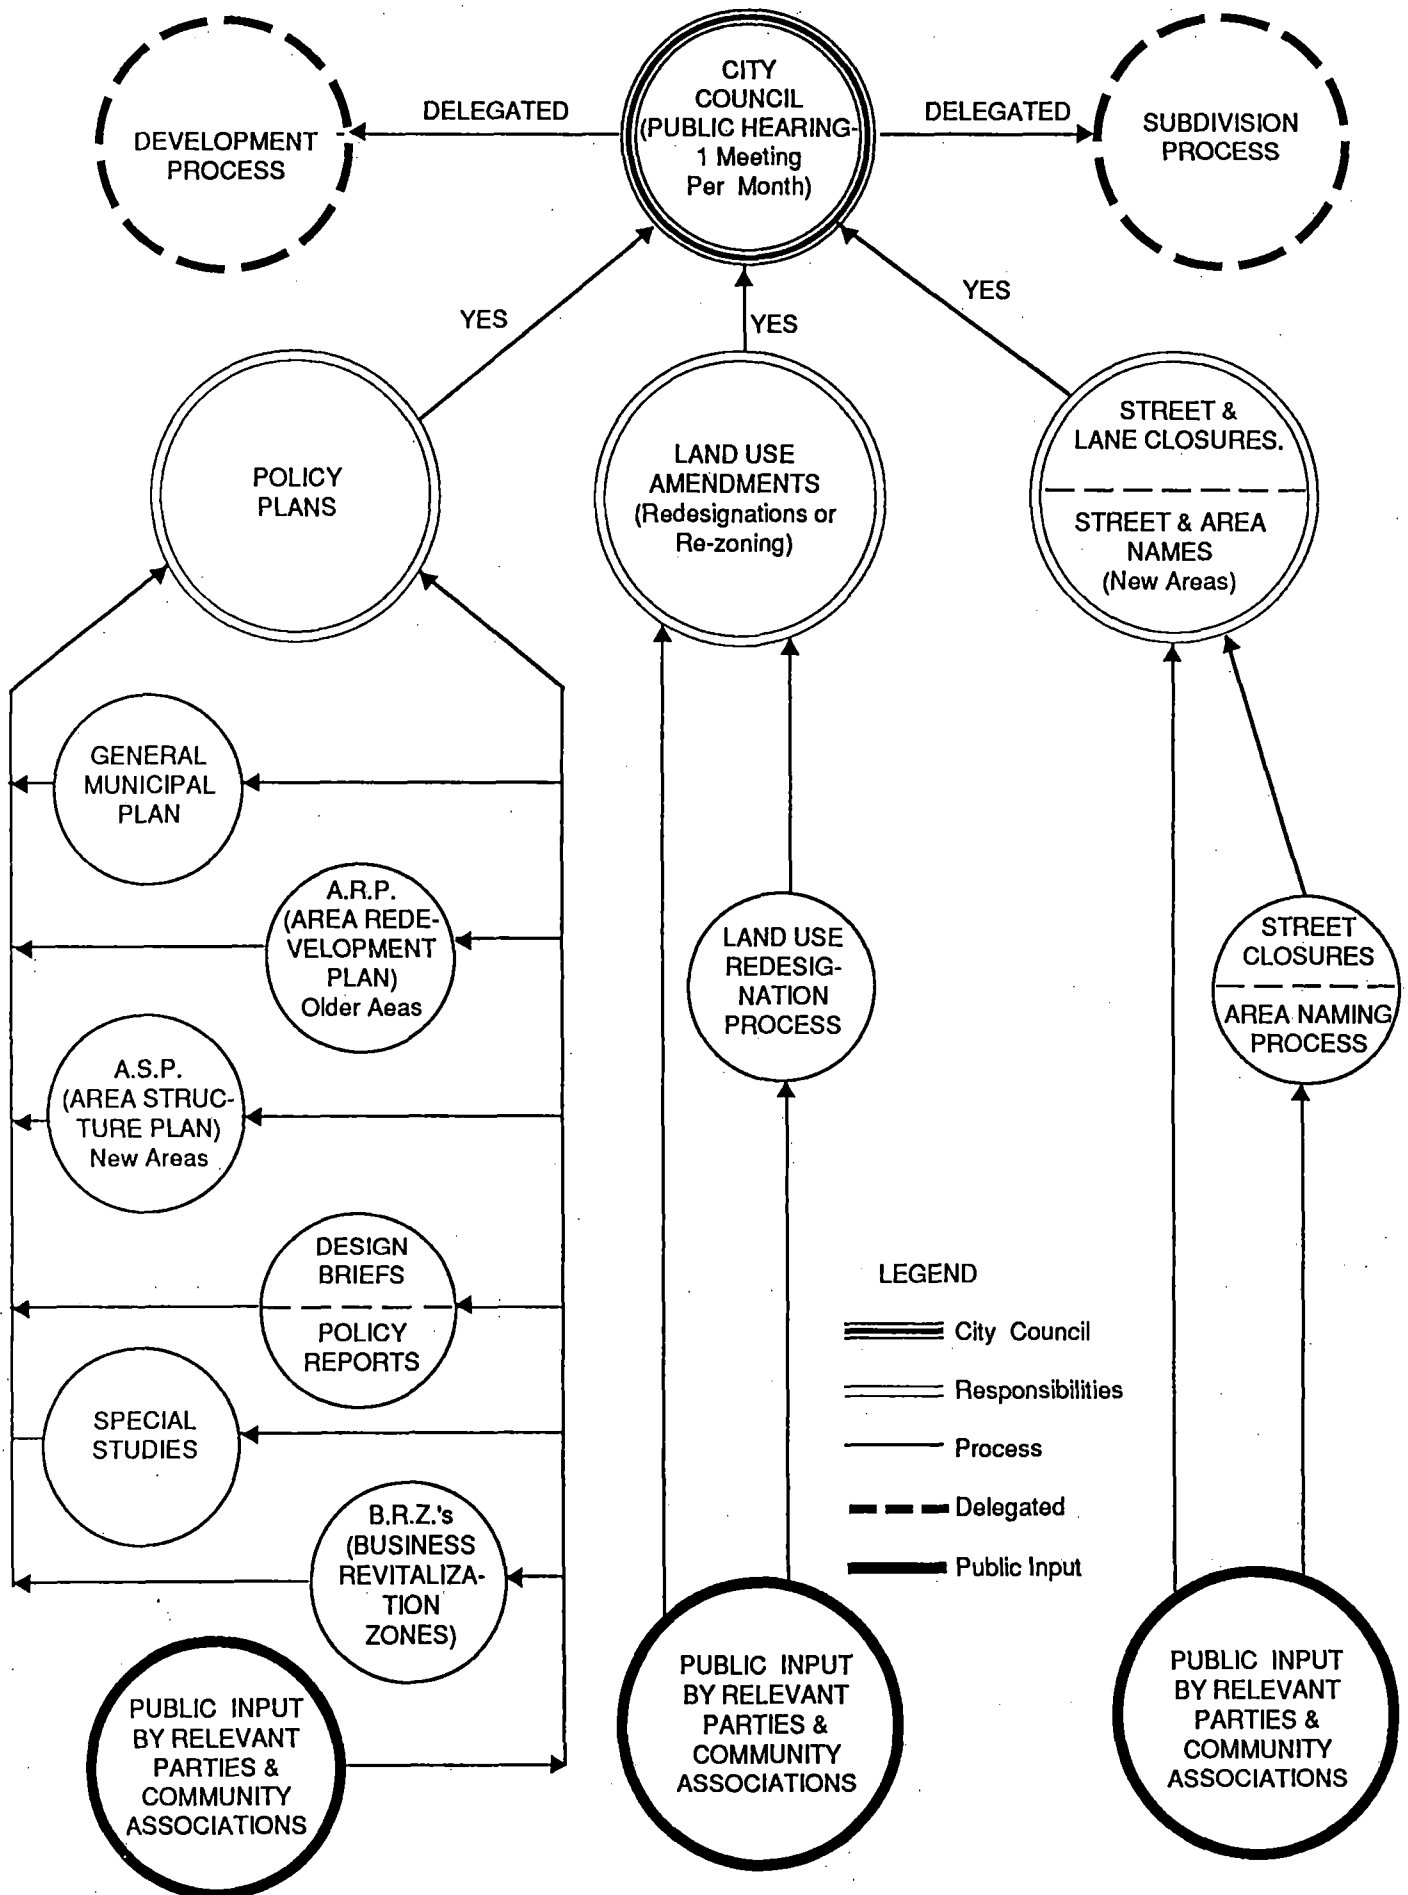 DELEGATED
DEVELOPMENT
PROCESS
CITY
COUNCIL
(PUBLIC HEARING-
1 Meeting
Per Month)
DELEGATED
SUBDIVISION
PROCESS
YES
YES
YES
POLICY
PLANS
LAND USE
AMENDMENTS
(Redesignations or
Re-zoning)
STREET &
LANE CLOSURES.
STREET & AREA
NAMES
(New Areas)
GENERAL
MUNICIPAL
PLAN
A.R.P.
(AREA REDE-
VELOPMENT
PLAN)
Older Aeas
A.S.P.
(AREA STRUC-
TURE PLAN)
New Areas
DESIGN
BRIEFS
POLICY
REPORTS
SPECIAL
STUDIES
B.R.Z.'s
(BUSINESS
REVITALIZA-
TION
ZONES)
PUBLIC INPUT
BY RELEVANT
PARTIES &
COMMUNITY
ASSOCIATIONS
LAND USE
REDESIG-
NATION
PROCESS
PUBLIC INPUT
BY RELEVANT
PARTIES &
COMMUNITY
ASSOCIATIONS
STREET
CLOSURES
AREA NAMING
PROCESS
PUBLIC INPUT
BY RELEVANT
PARTIES &
COMMUNITY
ASSOCIATIONS
LEGEND
City Council
Responsibilities
Process
Delegated
Public Input